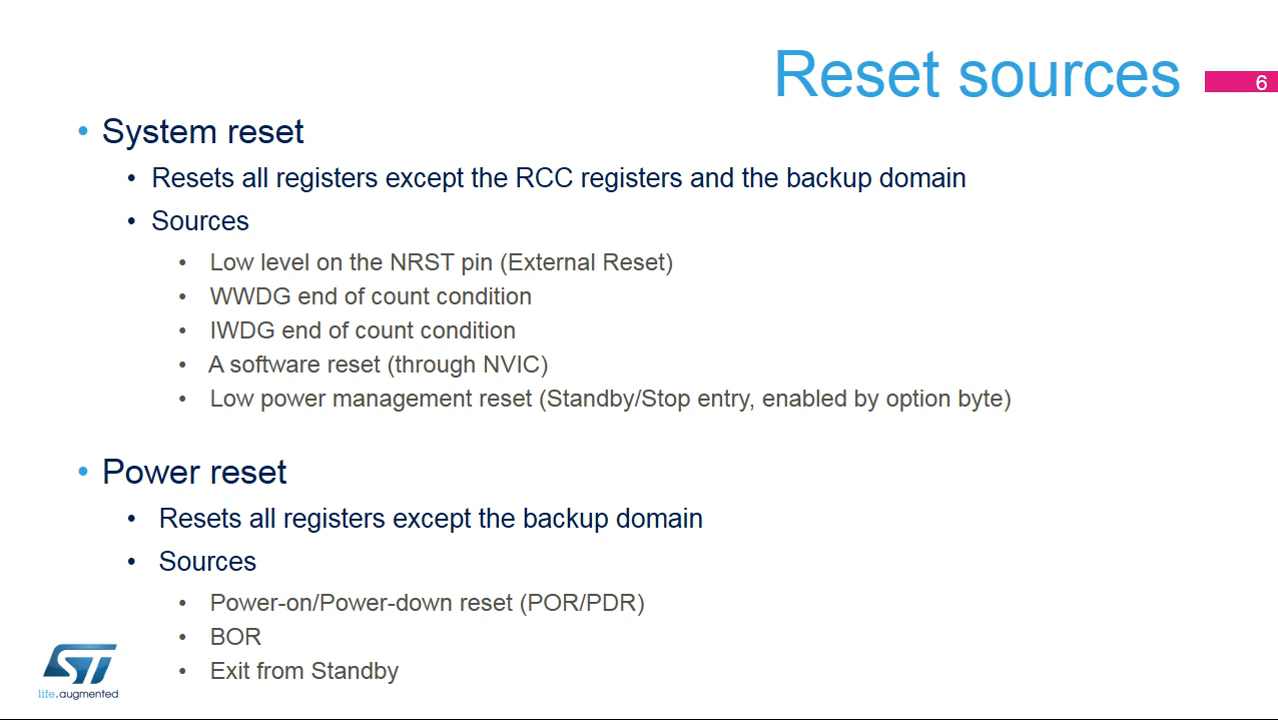 Reset sources
6
• System reset
• Resets all registers except the RCC registers and the backup domain
• Sources
• Low level on the NRST pin (External Reset)
• WWDG end of count condition
• IWDG end of count condition
• A software reset (through NVIC)
• Low power management reset (Standby/Stop entry, enabled by option byte)
• Power reset
• Resets all registers except the backup domain
• Sources
• Power-on/Power-down reset (POR/PDR)
• BOR
• Exit from Standby
ST
life.augmented